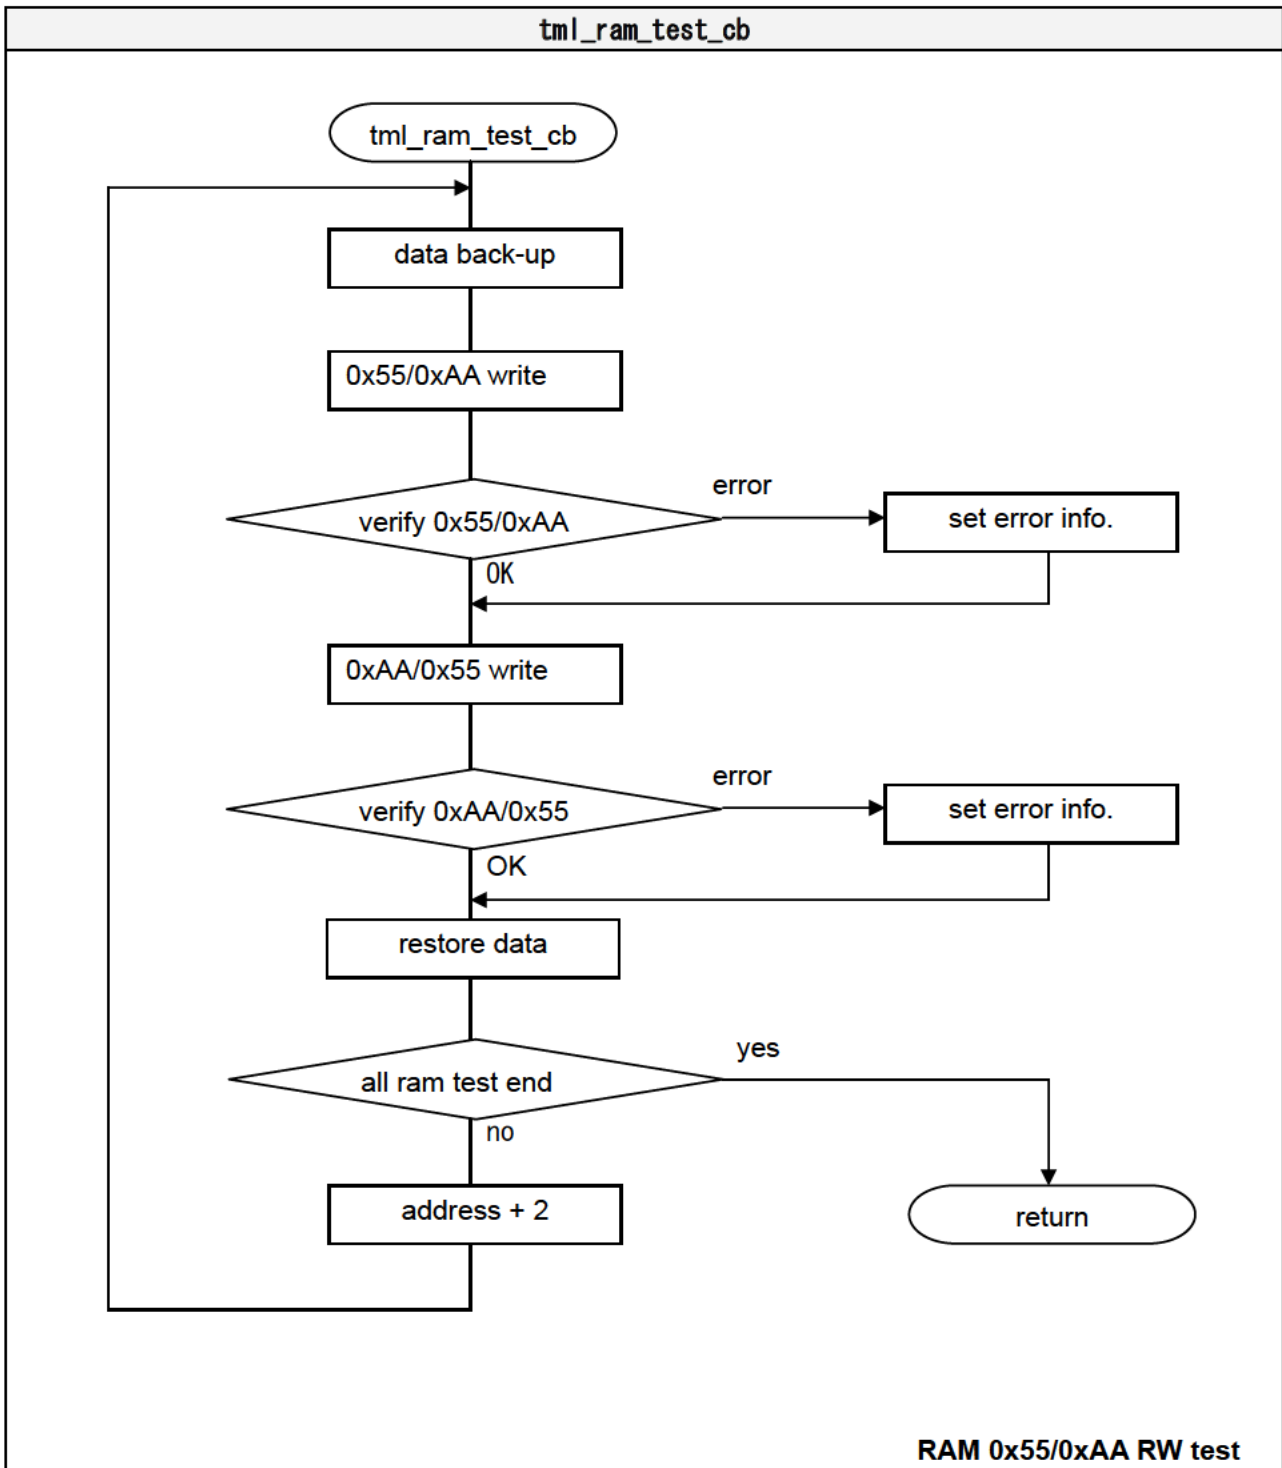 tml_ram_test_cb
tml_ram_test_cb
data back-up
0x55/0xAA write
error
verify 0x55/0xAA
set error info.
OK
0xAA/0x55 write
error
verify 0xAA/0x55
set error info.
OK
restore data
yes
all ram test end
no
address + 2
return
RAM 0x55/0xAA RW test